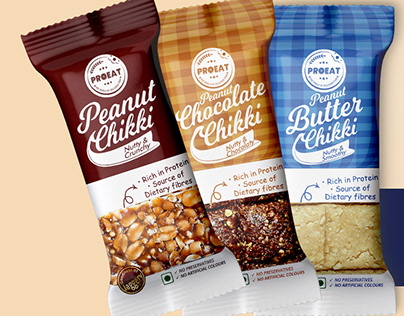 PROEAT
Peanut
Chikki
Nutty &
Crunchy
• Rich in Protein
• Source of
Dietary fibres
✓ NO PRESERVATIVES
✓ NO ARTIFICIAL COLOURS
PROEAT
Peanut
Chocolate
Chikki
Nutty &
Chocolaty
• Rich in Protein
• Source of
Dietary fibres
✓ NO PRESERVATIVES
✓ NO ARTIFICIAL COLOURS
PROEAT
Peanut
Butter
Chikki
Nutty &
Smoothy
• Rich in Protein
• Source of
Dietary fibres
✓ NO PRESERVATIVES
✓ NO ARTIFICIAL COLOURS